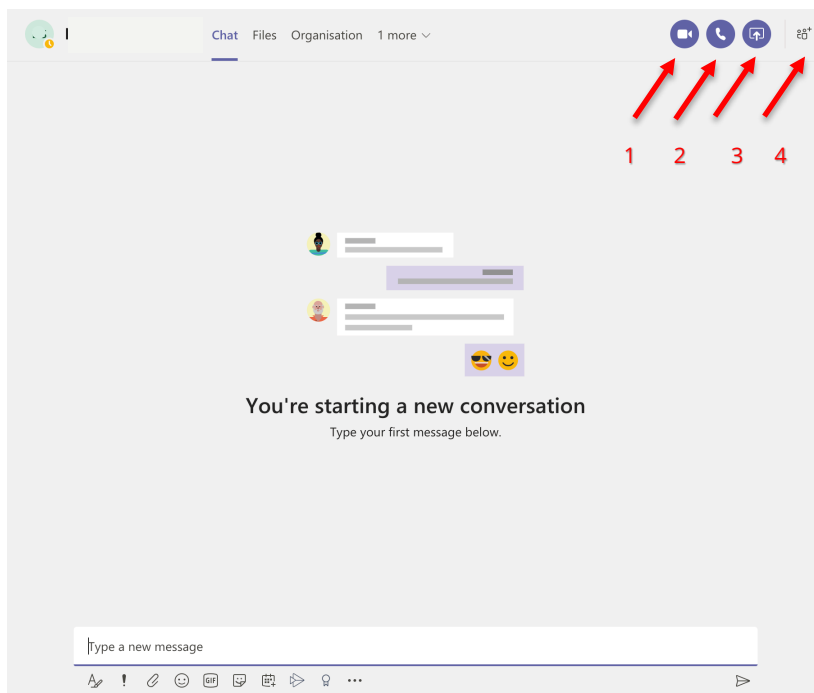 Chat Files Organisation 1 more
1 2 3 4
You're starting a new conversation
Type your first message below.
Type a new message
GIF